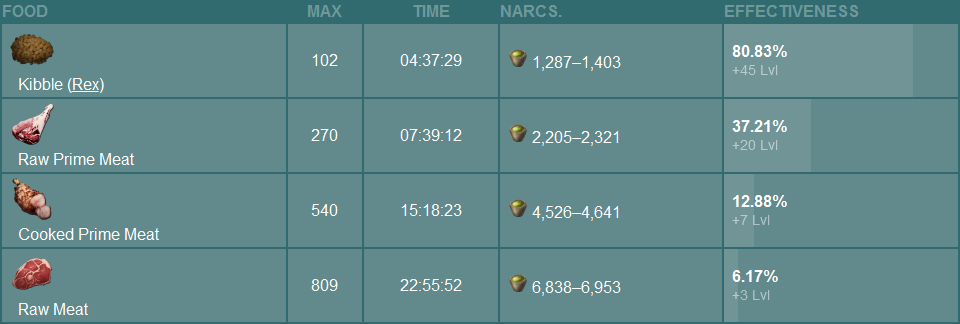 FOOD MAX TIME NARCS. EFFECTIVENESS
Kibble (Rex) 102 04:37:29 1,287–1,403 80.83% +45 Lvl
Raw Prime Meat 270 07:39:12 2,205–2,321 37.21% +20 Lvl
Cooked Prime Meat 540 15:18:23 4,526–4,641 12.88% +7 Lvl
Raw Meat 809 22:55:52 6,838–6,953 6.17% +3 Lvl